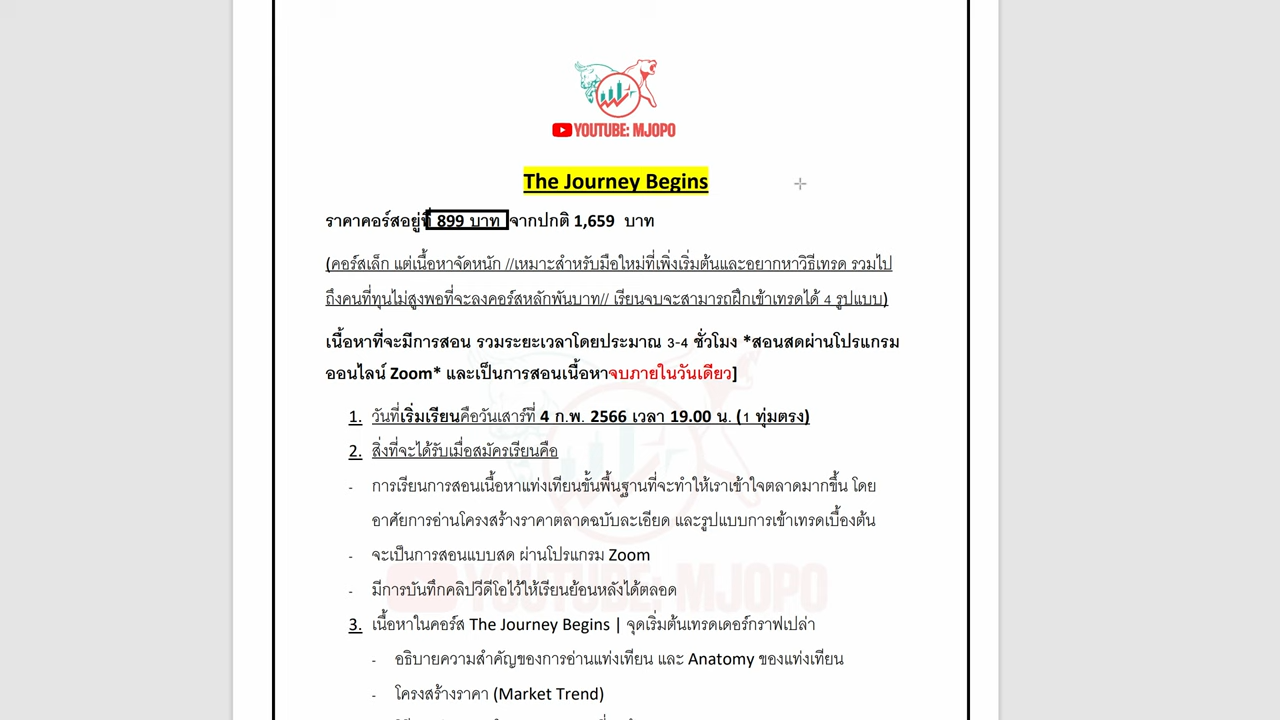 YOUTUBE: MJOPO
The Journey Begins
ราคาคอร์สอยู่ที่ 899 บาท จากปกติ 1,659 บาท
(คอร์สเล็ก แต่เนื้อหาจัดหนัก //เหมาะสำหรับมือใหม่ที่เพิ่งเริ่มต้นและอยากหาวิธีเทรด รวมไป
ถึงคนที่ทุนไม่สูงพอที่จะลงคอร์สหลักพันบาท// เรียนจบจะสามารถฝึกเข้าเทรดได้ 4 รูปแบบ)
เนื้อหาที่จะมีการสอน รวมระยะเวลาโดยประมาณ 3-4 ชั่วโมง *สอนสดผ่านโปรแกรม
ออนไลน์ Zoom* และเป็นการสอนเนื้อหาจบภายในวันเดียว]
1. วันที่เริ่มเรียนคือวันเสาร์ที่ 4 ก.พ. 2566 เวลา 19.00 น. (1 ทุ่มตรง)
2. สิ่งที่จะได้รับเมื่อสมัครเรียนคือ
- การเรียนการสอนเนื้อหาแท่งเทียนขั้นพื้นฐานที่จะทำให้เราเข้าใจตลาดมากขึ้น โดย
อาศัยการอ่านโครงสร้างราคาตลาดฉบับละเอียด และรูปแบบการเข้าเทรดเบื้องต้น
- จะเป็นการสอนแบบสด ผ่านโปรแกรม Zoom
- มีการบันทึกคลิปวีดีโอไว้ให้เรียนย้อนหลังได้ตลอด
YOUTUBE: MJOPO
3. เนื้อหาในคอร์ส The Journey Begins | จุดเริ่มต้นเทรดเดอร์กราฟเปล่า
- อธิบายความสำคัญของการอ่านแท่งเทียน และ Anatomy ของแท่งเทียน
- โครงสร้างราคา (Market Trend)